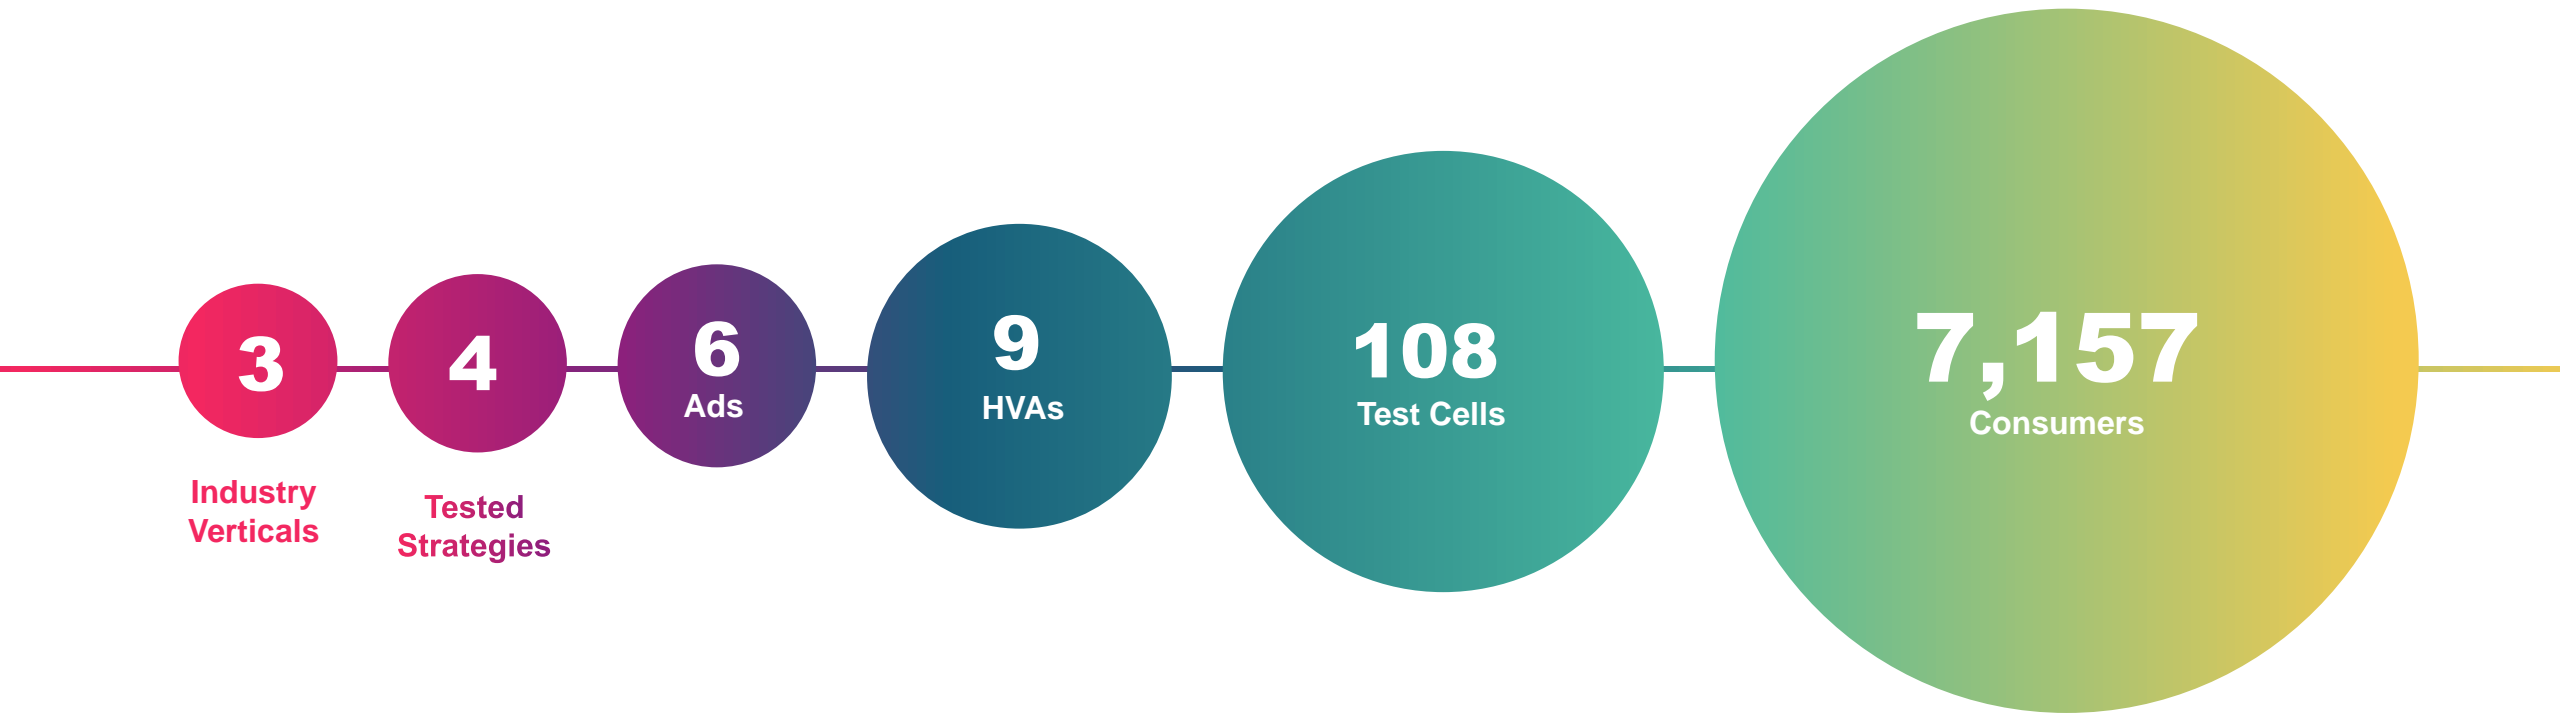 3
Industry
Verticals
4
Tested
Strategies
6
Ads
9
HVAs
108
Test Cells
7,157
Consumers